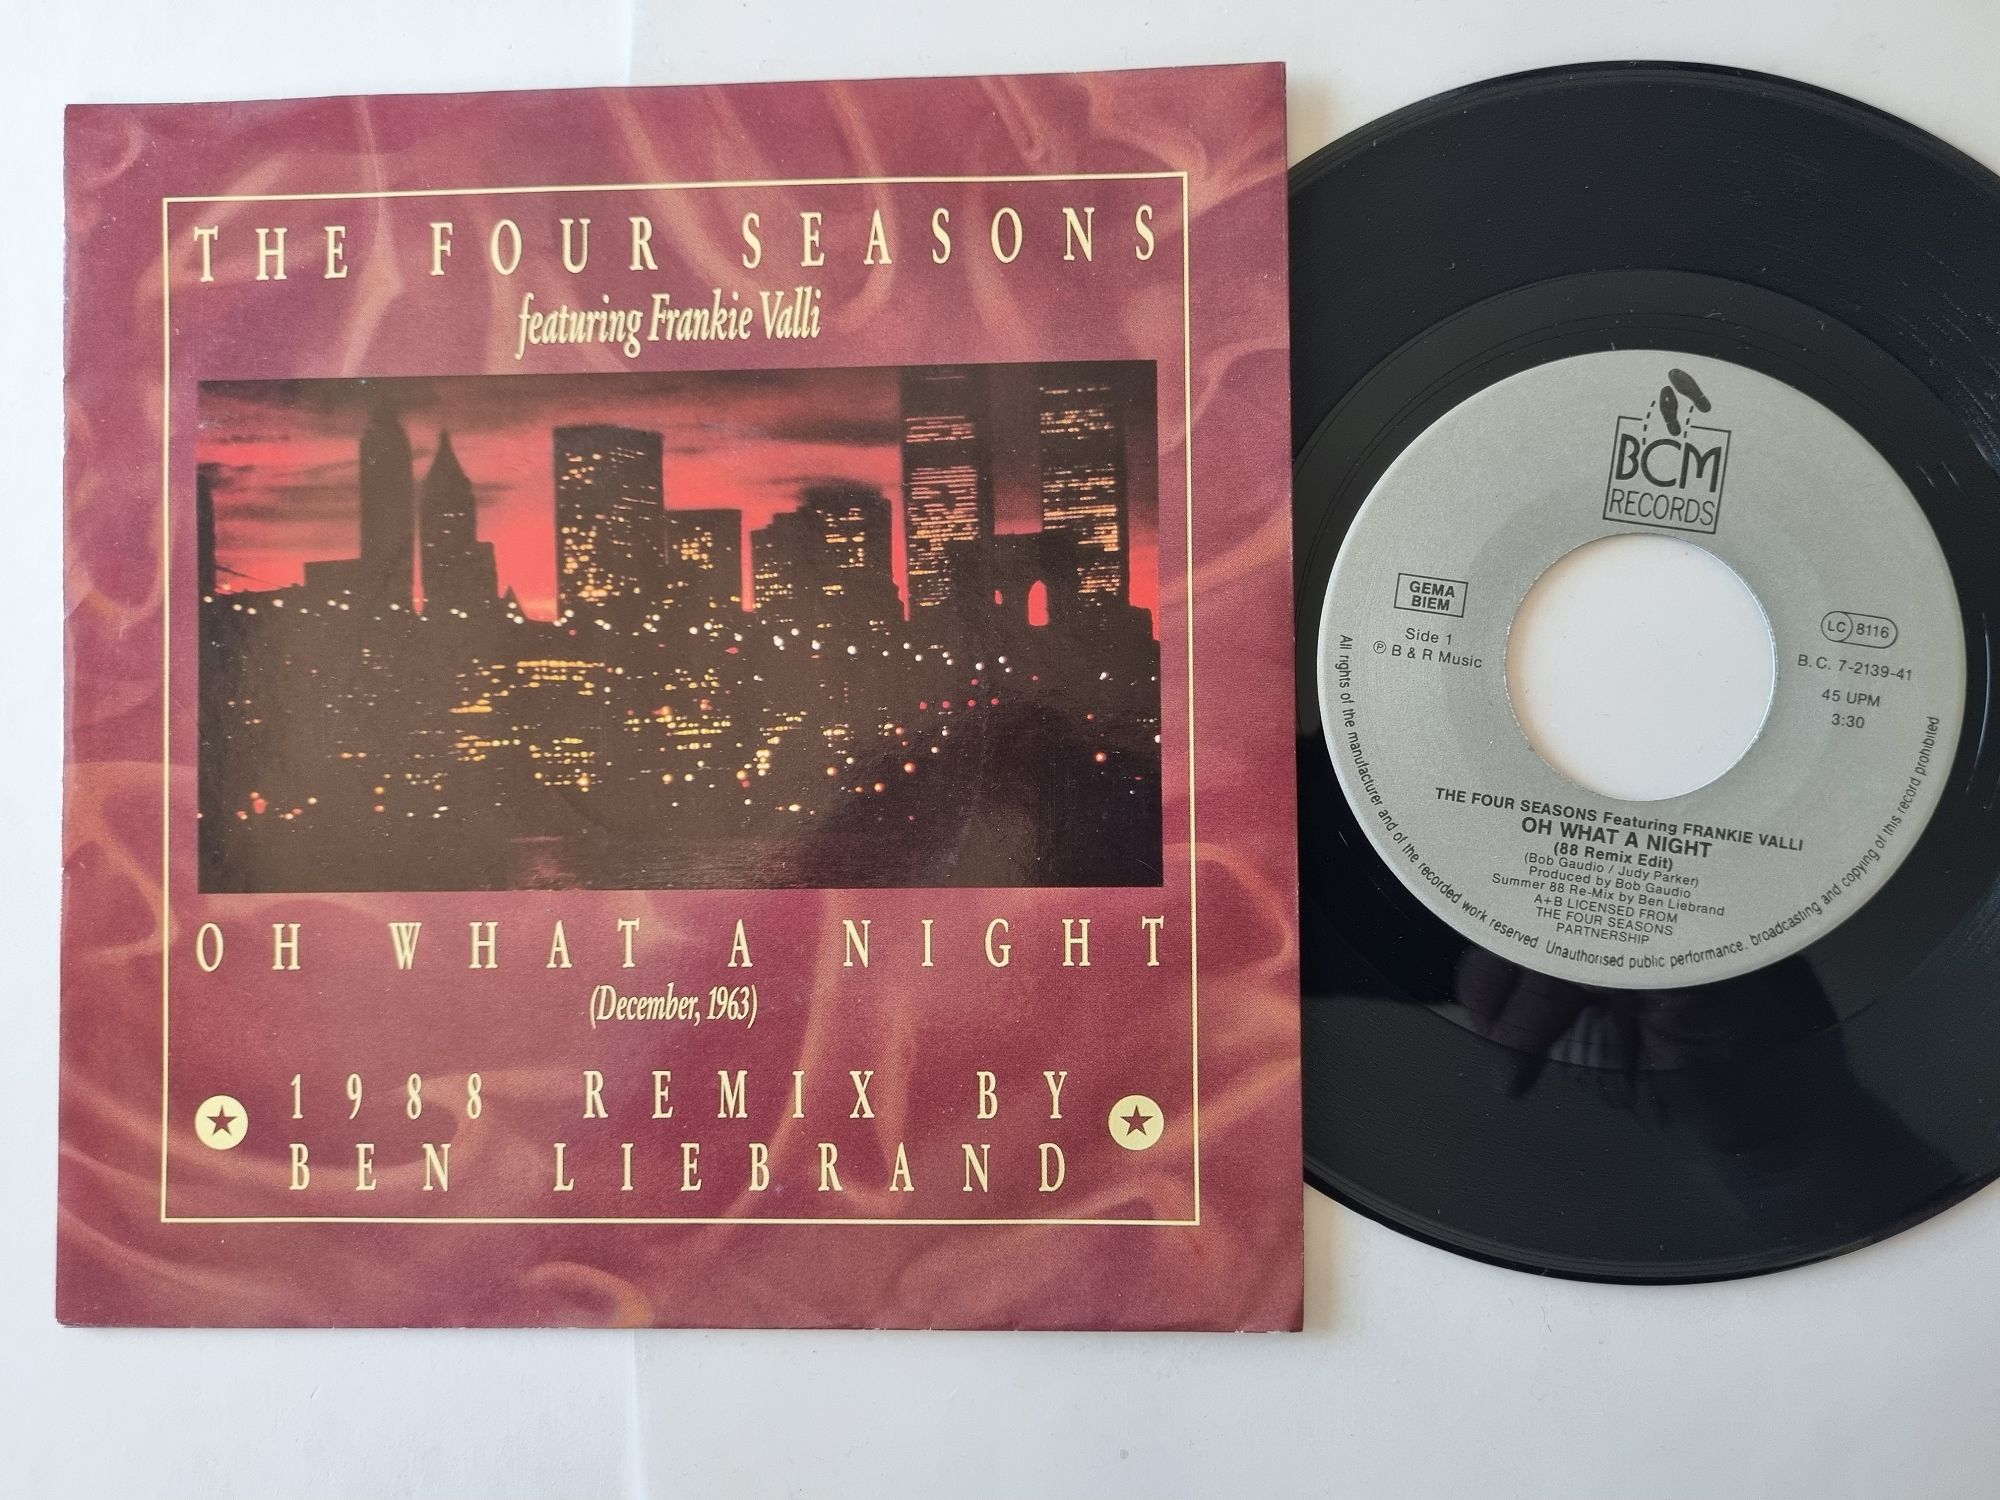 THE FOUR SEASONS
featuring Frankie Valli
OH WHAT A NIGHT
(December, 1963)
1988 REMIX BY
BEN LIEBRAND
BCM
RECORDS
GEMA
BIEM
Side 1
℗ B & R Music
LC 8116
B.C. 7-2139-41
45 UPM
3:30
THE FOUR SEASONS Featuring FRANKIE VALLI
OH WHAT A NIGHT
(88 Remix Edit)
(Bob Gaudio / Judy Parker)
Produced by Bob Gaudio
Summer 88 Re-Mix by Ben Liebrand
A+B LICENSED FROM
THE FOUR SEASONS
PARTNERSHIP
All rights of the manufacturer and of the recorded work reserved. Unauthorised public performance, broadcasting and copying of this record prohibited